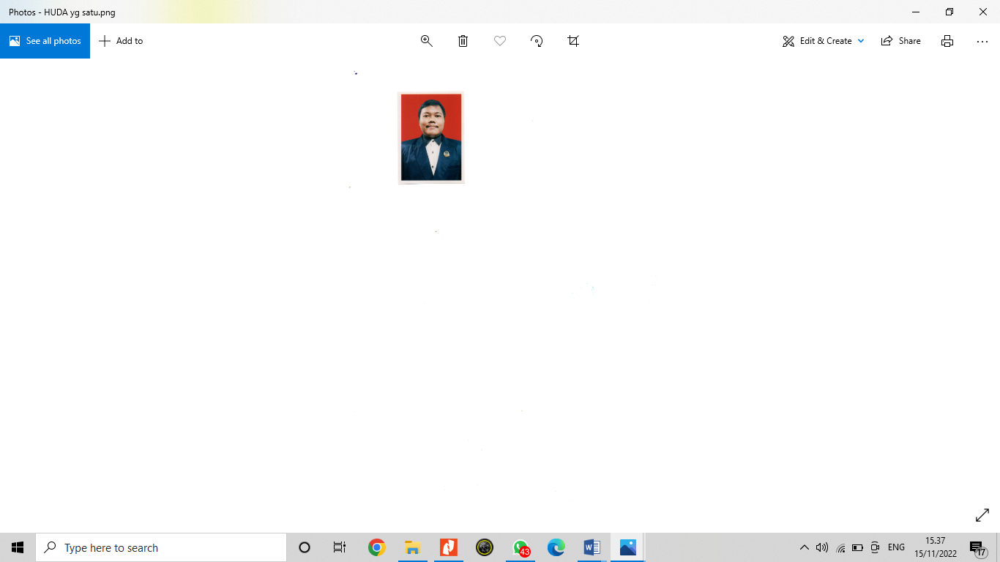 Photos - HUDA yg satu.png
See all photos
Add to
Edit & Create
Share
Type here to search
43
ENG
15.37
15/11/2022
17